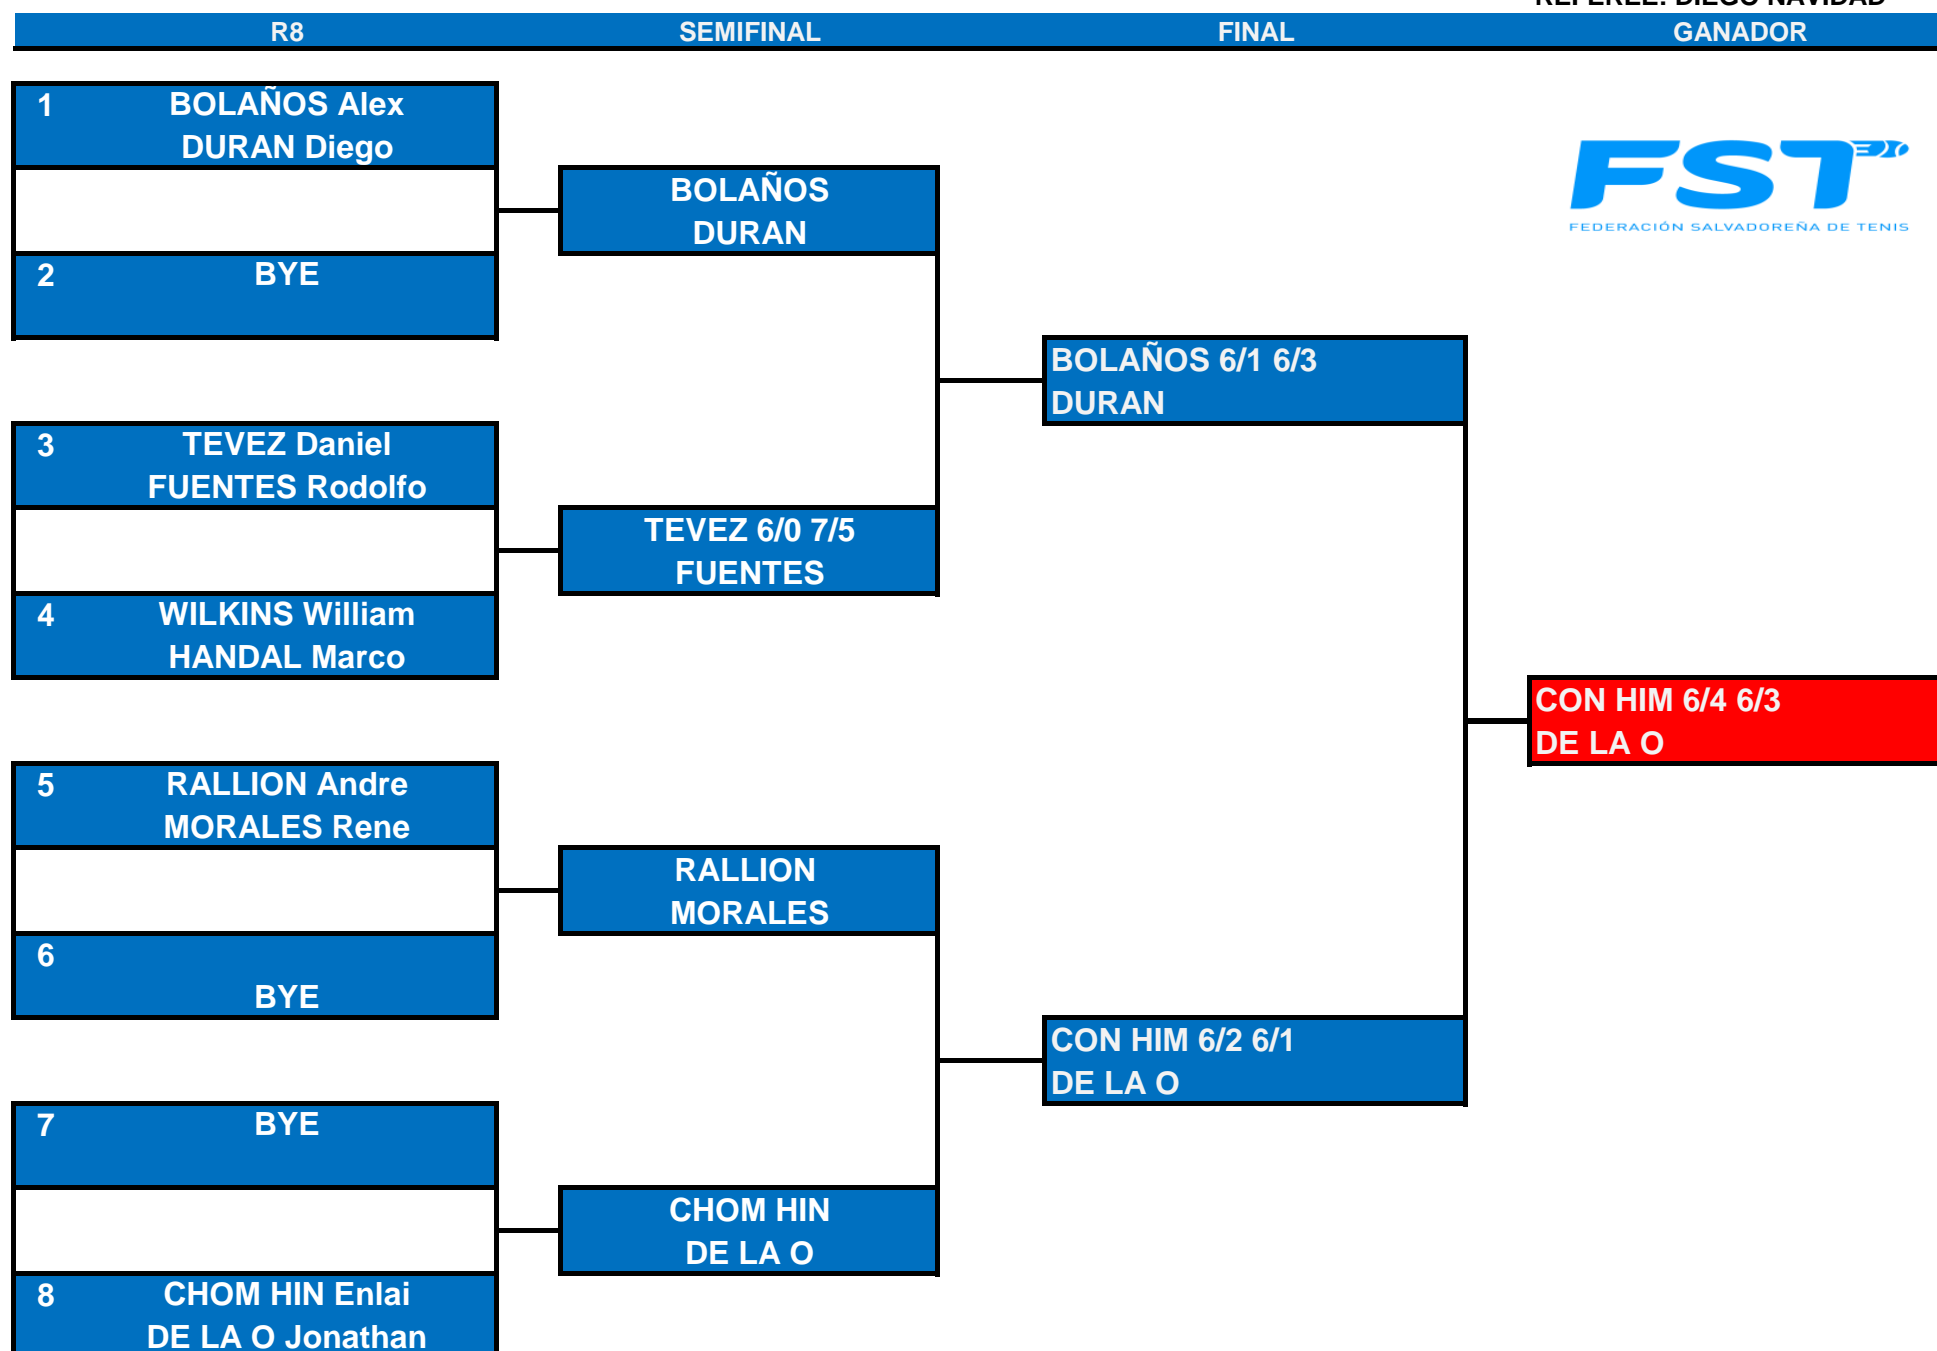 REFEREE: DIEGO NAVIDAD
R8 SEMIFINAL FINAL GANADOR
1 BOLAÑOS Alex
DURAN Diego
2 BYE
3 TEVEZ Daniel
FUENTES Rodolfo
4 WILKINS William
HANDAL Marco
5 RALLION Andre
MORALES Rene
6
BYE
7 BYE
8 CHOM HIN Enlai
DE LA O Jonathan
BOLAÑOS
DURAN
TEVEZ 6/0 7/5
FUENTES
RALLION
MORALES
CHOM HIN
DE LA O
BOLAÑOS 6/1 6/3
DURAN
CON HIM 6/2 6/1
DE LA O
CON HIM 6/4 6/3
DE LA O
FST
FEDERACIÓN SALVADOREÑA DE TENIS